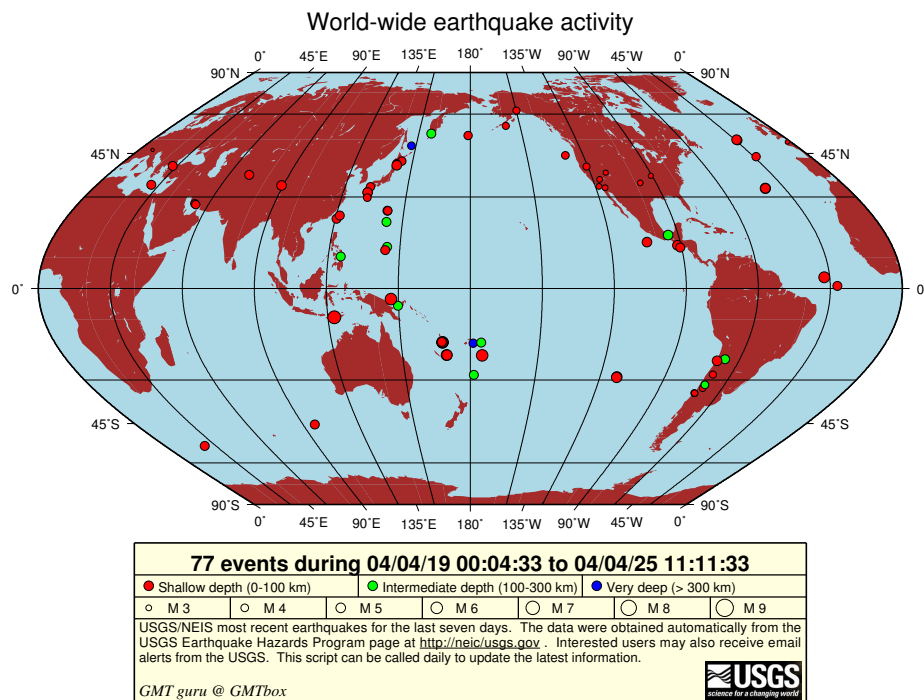 World-wide earthquake activity
0˚ 45˚E 90˚E 135˚E 180˚ 135˚W 90˚W 45˚W 0˚
90˚N 90˚N
45˚N 45˚N
0˚ 0˚
45˚S 45˚S
90˚S 90˚S
0˚ 45˚E 90˚E 135˚E 180˚ 135˚W 90˚W 45˚W 0˚
77 events during 04/04/19 00:04:33 to 04/04/25 11:11:33
Shallow depth (0-100 km) Intermediate depth (100-300 km) Very deep (> 300 km)
M 3 M 4 M 5 M 6 M 7 M 8 M 9
USGS/NEIS most recent earthquakes for the last seven days. The data were obtained automatically from the
USGS Earthquake Hazards Program page at http://neic/usgs.gov . Interested users may also receive email
alerts from the USGS. This script can be called daily to update the latest information.
USGS
science for a changing world
GMT guru @ GMTbox